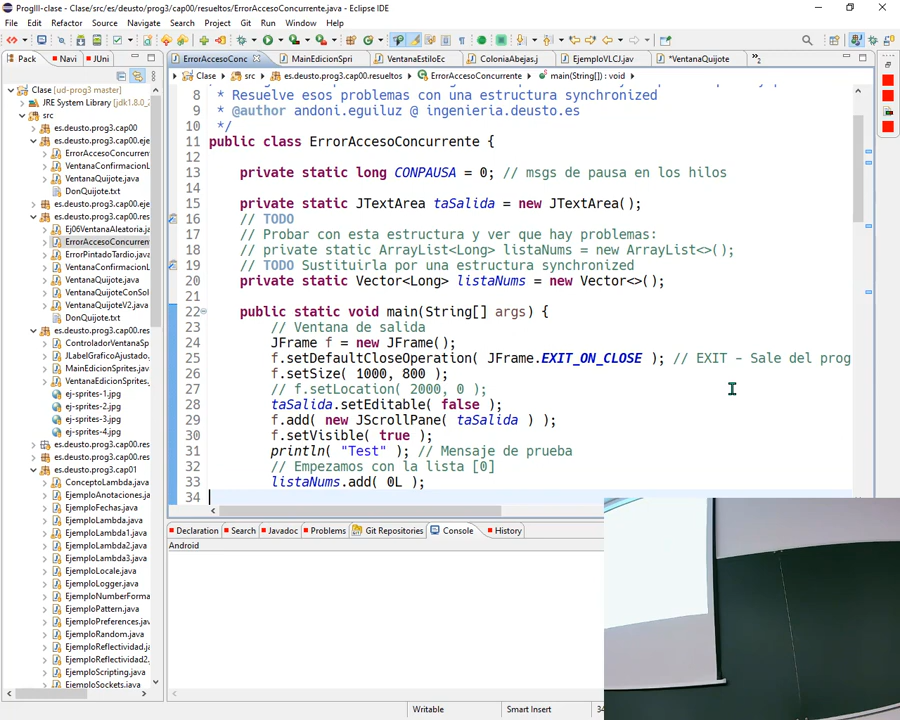 ProgIII-clase - Clase/src/es/deusto/prog3/cap00/resueltos/ErrorAccesoConcurrente.java - Eclipse IDE
File Edit Source Refactor Navigate Search Project Git Run Window Help
Pack Navi JUni
ErrorAccesoConc MainEdicionSpri VentanaEstiloEc ColoniaAbejas.j EjemploVLCJ.jav *VentanaQuijote
Clase src es.deusto.prog3.cap00.resueltos ErrorAccesoConcurrente main(String[]) : void
Clase [ud-prog3 master]
JRE System Library [jdk1.8.0_
src
es.deusto.prog3.cap00
es.deusto.prog3.cap00.eje
ErrorAccesoConcurren
VentanaConfirmacionL
VentanaQuijote.java
DonQuijote.txt
es.deusto.prog3.cap00.ej
es.deusto.prog3.cap00.res
Ej06VentanaAleatoria.j
ErrorAccesoConcurren
ErrorPintadoTardio.jav
VentanaConfirmacionL
VentanaQuijote.java
VentanaQuijoteConSol
VentanaQuijoteV2.java
DonQuijote.txt
es.deusto.prog3.cap00.res
ControladorVentanaSp
JLabelGraficoAjustado.
MainEdicionSprites.jav
VentanaEdicionSprites.
ej-sprites-1.jpg
ej-sprites-2.jpg
ej-sprites-3.jpg
ej-sprites-4.jpg
es.deusto.prog3.cap00.res
es.deusto.prog3.cap01
ConceptoLambda.java
EjemploAnotaciones.java
EjemploFechas.java
EjemploLambda.java
EjemploLambda1.java
EjemploLambda2.java
EjemploLambda3.java
EjemploLocale.java
EjemploLogger.java
EjemploNumberForma
EjemploPattern.java
EjemploPreferences.java
EjemploRandom.java
EjemploReflectividad.java
EjemploReflectividad2.
EjemploScripting.java
EjemploSockets.java
8 * Resuelve esos problemas con una estructura synchronized
9 * @author andoni.eguiluz @ ingenieria.deusto.es
10 */
11 public class ErrorAccesoConcurrente {
12
13 private static long CONPAUSA = 0; // msgs de pausa en los hilos
14
15 private static JTextArea taSalida = new JTextArea();
16 // TODO
17 // Probar con esta estructura y ver que hay problemas:
18 // private static ArrayList<Long> listaNums = new ArrayList<>();
19 // TODO Sustituirla por una estructura synchronized
20 private static Vector<Long> listaNums = new Vector<>();
21
22 public static void main(String[] args) {
23 // Ventana de salida
24 JFrame f = new JFrame();
25 f.setDefaultCloseOperation( JFrame.EXIT_ON_CLOSE ); // EXIT - Sale del prog
26 f.setSize( 1000, 800 );
27 // f.setLocation( 2000, 0 );
28 taSalida.setEditable( false );
29 f.add( new JScrollPane( taSalida ) );
30 f.setVisible( true );
31 println( "Test" ); // Mensaje de prueba
32 // Empezamos con la lista [0]
33 listaNums.add( 0L );
34
Declaration Search Javadoc Problems Git Repositories Console History
Android
Writable Smart Insert 34